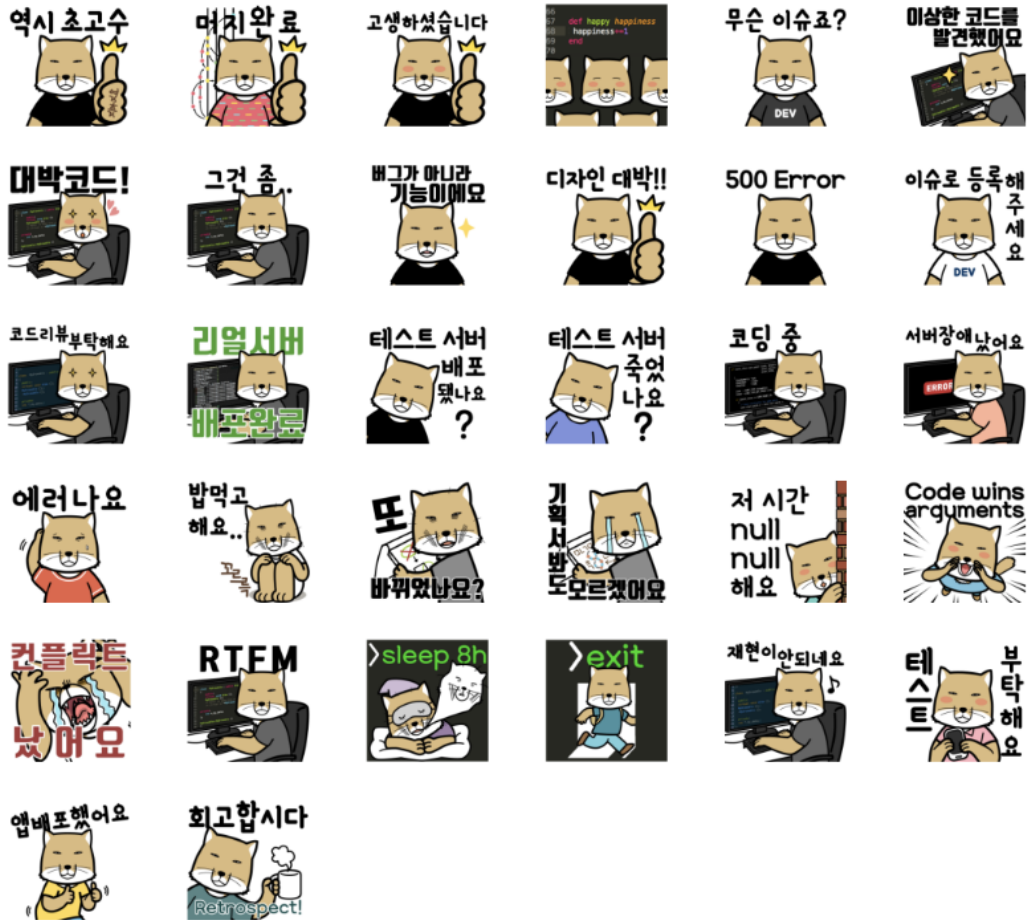 역시 초고수
머지완료
고생하셨습니다
66
67 def happy happiness
68 happiness+=1
69 end
70
무슨 이슈죠?
DEV
이상한 코드를
발견했어요
대박코드!
그건 좀..
버그가 아니라
기능이에요
디자인 대박!!
500 Error
이슈로 등록해
주세요
DEV
코드리뷰부탁해요
리얼서버
배포완료
테스트 서버
배포
됐나요
?
테스트 서버
죽었
나요
?
코딩 중
서버장애났어요
ERROR
에러나요
밥먹고
해요..
꼬르륵
또
바뀌었나요?
기획서봐도
모르겠어요
저 시간
null
null
해요
Code wins
arguments
컨플릭트
났어요
RTFM
>sleep 8h
>exit
재현이안되네요
테스트
부탁해요
앱배포했어요
회고합시다
Retrospect!